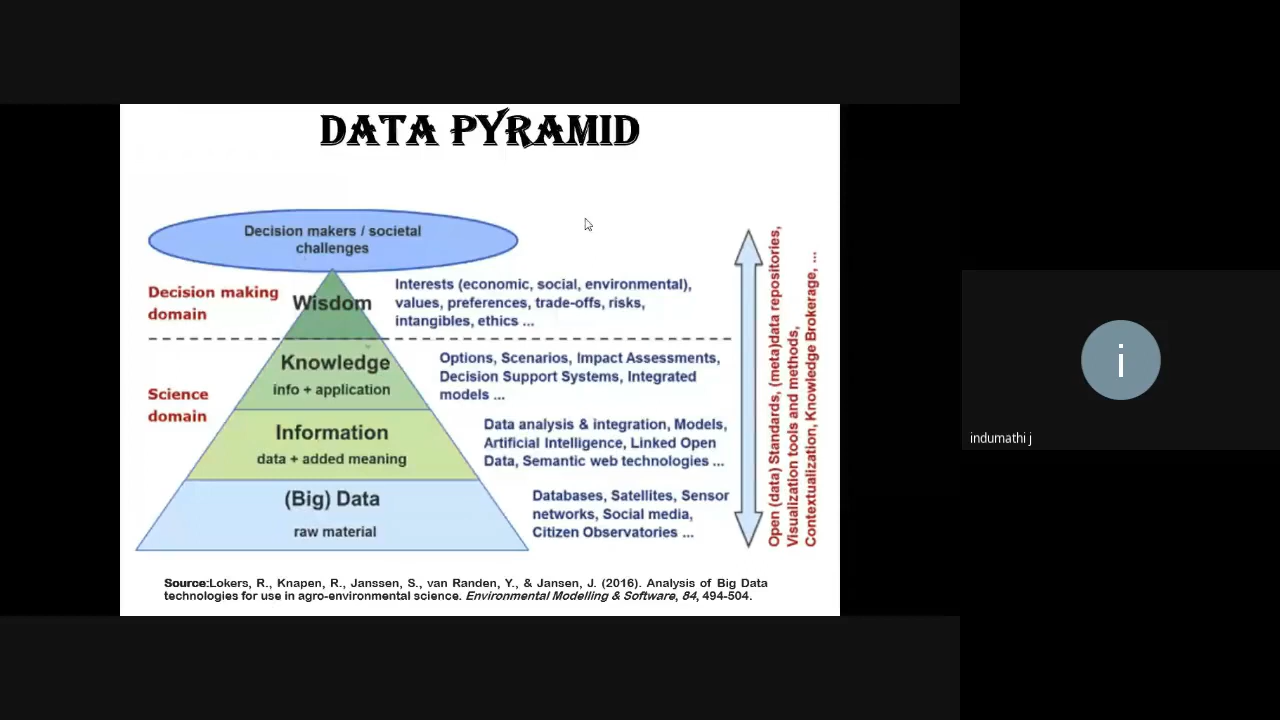 DATA PYRAMID
Decision makers / societal
challenges
Decision making
domain
Wisdom
Interests (economic, social, environmental),
values, preferences, trade-offs, risks,
intangibles, ethics ...
Science
domain
Knowledge
info + application
Options, Scenarios, Impact Assessments,
Decision Support Systems, Integrated
models ...
Information
data + added meaning
Data analysis & integration, Models,
Artificial Intelligence, Linked Open
Data, Semantic web technologies ...
(Big) Data
raw material
Databases, Satellites, Sensor
networks, Social media,
Citizen Observatories ...
Open (data) Standards, (meta)data repositories,
Visualization tools and methods,
Contextualization, Knowledge Brokerage, ...
Source:Lokers, R., Knapen, R., Janssen, S., van Randen, Y., & Jansen, J. (2016). Analysis of Big Data
technologies for use in agro-environmental science. Environmental Modelling & Software, 84, 494-504.
i
indumathi j